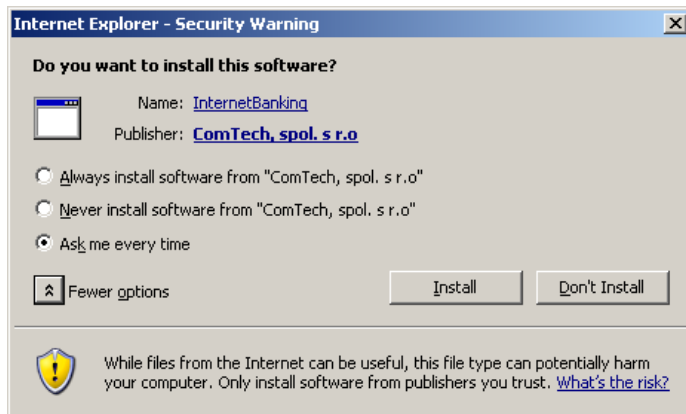 Internet Explorer - Security Warning
Do you want to install this software?
Name: InternetBanking
Publisher: ComTech, spol. s r.o
Always install software from "ComTech, spol. s r.o"
Never install software from "ComTech, spol. s r.o"
Ask me every time
Fewer options
Install
Don't Install
While files from the Internet can be useful, this file type can potentially harm
your computer. Only install software from publishers you trust. What's the risk?